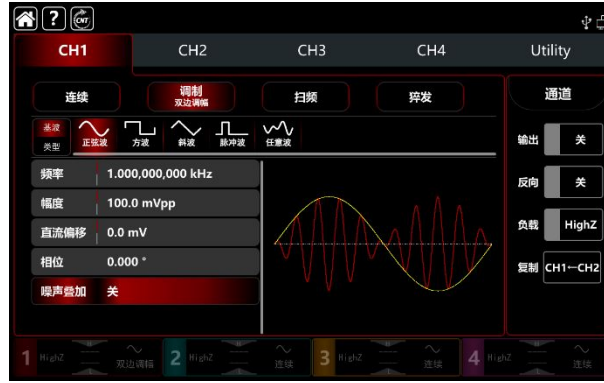 ? CNT
CH1 CH2 CH3 CH4 Utility
连续 调制 扫频 猝发 通道
双边调幅
基波
类型 正弦波 方波 斜波 脉冲波 任意波
输出 关
频率 1.000,000,000 kHz
反向 关
幅度 100.0 mVpp
直流偏移 0.0 mV
负载 HighZ
相位 0.000 °
复制 CH1←CH2
噪声叠加 关
1 HighZ 双边调幅 2 HighZ 连续 3 HighZ 连续 4 HighZ 连续